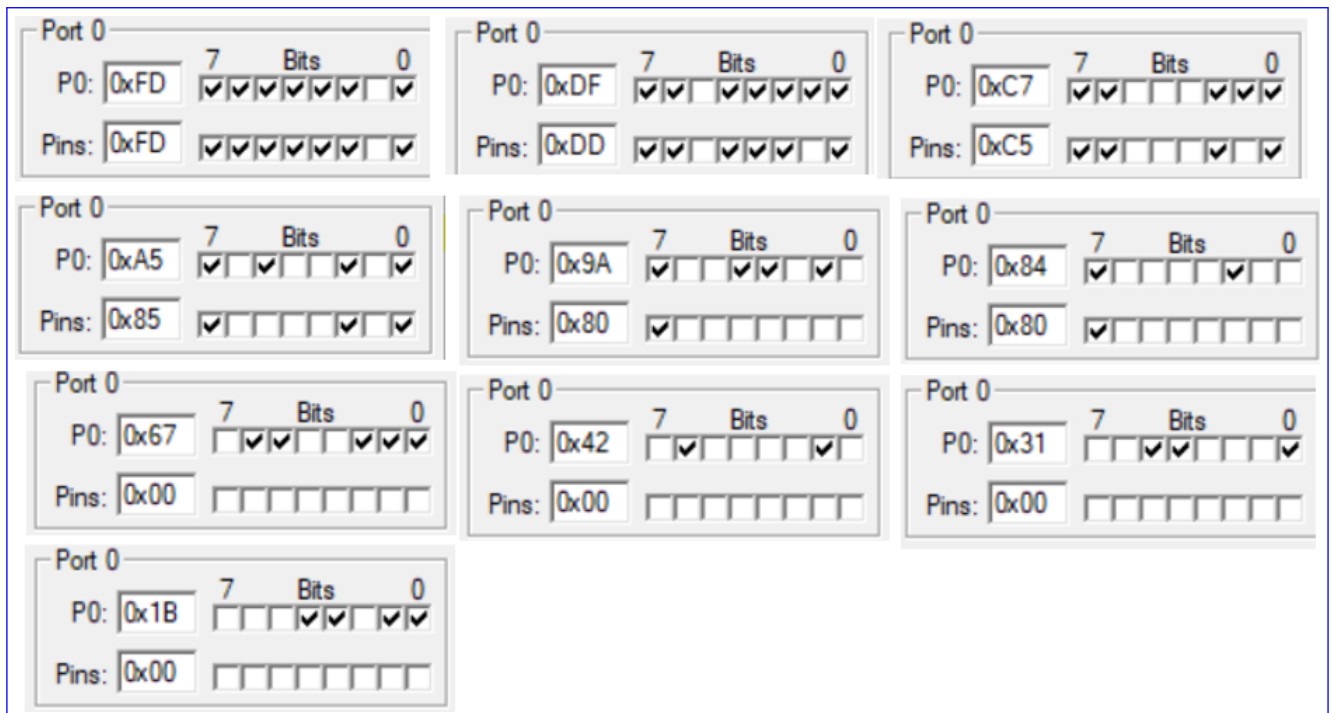 Port 0
7 Bits 0
P0: 0xFD
Pins: 0xFD
Port 0
7 Bits 0
P0: 0xDF
Pins: 0xDD
Port 0
7 Bits 0
P0: 0xC7
Pins: 0xC5
Port 0
7 Bits 0
P0: 0xA5
Pins: 0x85
Port 0
7 Bits 0
P0: 0x9A
Pins: 0x80
Port 0
7 Bits 0
P0: 0x84
Pins: 0x80
Port 0
7 Bits 0
P0: 0x67
Pins: 0x00
Port 0
7 Bits 0
P0: 0x42
Pins: 0x00
Port 0
7 Bits 0
P0: 0x31
Pins: 0x00
Port 0
7 Bits 0
P0: 0x1B
Pins: 0x00